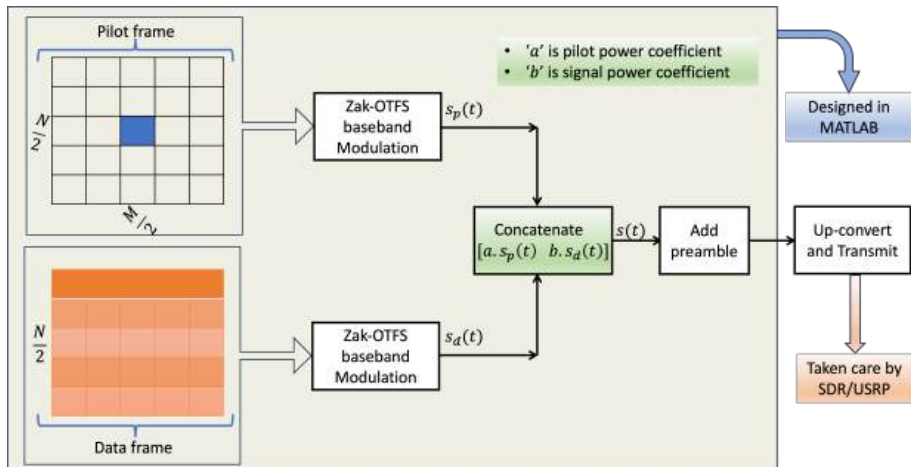 Pilot frame
N/2
M/2
Zak-OTFS
baseband
Modulation
s_p(t)
• 'a' is pilot power coefficient
• 'b' is signal power coefficient
Designed in
MATLAB
Concatenate
[a.s_p(t) b.s_d(t)]
s(t)
Add
preamble
Up-convert
and Transmit
N/2
Data frame
Zak-OTFS
baseband
Modulation
s_d(t)
Taken care by
SDR/USRP